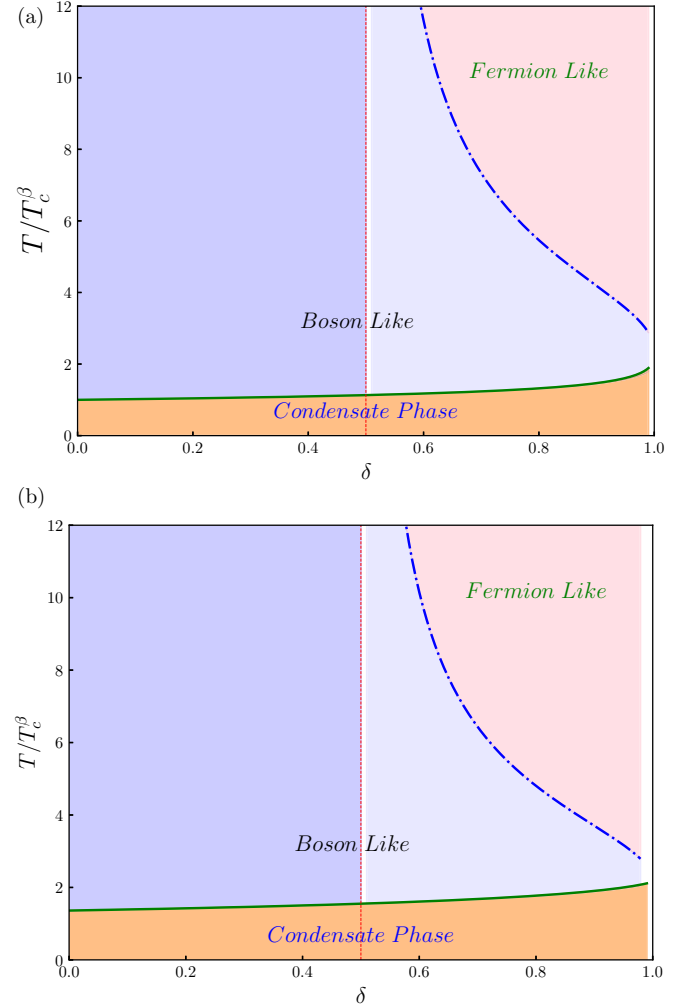 (a)
12
10
8
6
4
2
0
T/T_c^β
Fermion Like
Boson Like
Condensate Phase
0.0 0.2 0.4 0.6 0.8 1.0
δ
(b)
12
10
8
6
4
2
0
T/T_c^β
Fermion Like
Boson Like
Condensate Phase
0.0 0.2 0.4 0.6 0.8 1.0
δ